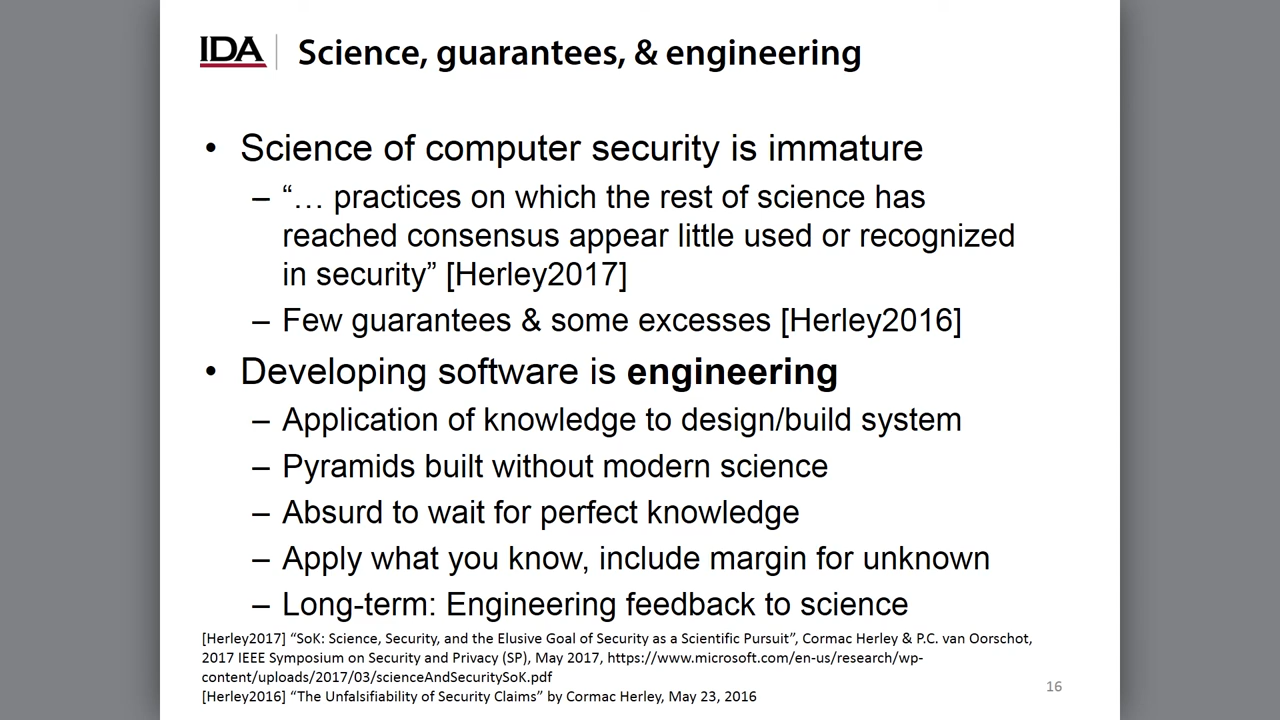 IDA Science, guarantees, & engineering
• Science of computer security is immature
– “… practices on which the rest of science has
reached consensus appear little used or recognized
in security” [Herley2017]
– Few guarantees & some excesses [Herley2016]
• Developing software is engineering
– Application of knowledge to design/build system
– Pyramids built without modern science
– Absurd to wait for perfect knowledge
– Apply what you know, include margin for unknown
– Long-term: Engineering feedback to science
[Herley2017] “SoK: Science, Security, and the Elusive Goal of Security as a Scientific Pursuit”, Cormac Herley & P.C. van Oorschot,
2017 IEEE Symposium on Security and Privacy (SP), May 2017, https://www.microsoft.com/en-us/research/wp-
content/uploads/2017/03/scienceAndSecuritySoK.pdf
[Herley2016] “The Unfalsifiability of Security Claims” by Cormac Herley, May 23, 2016
16